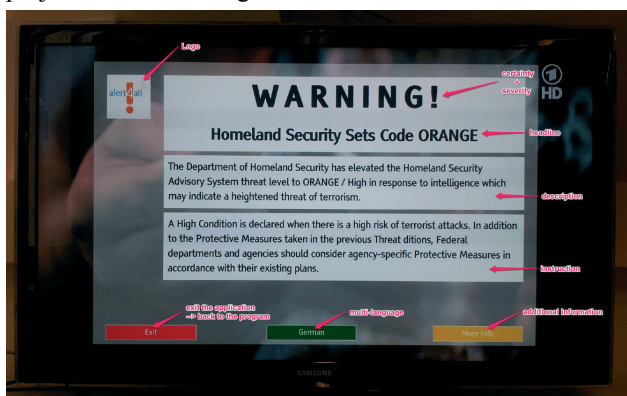 Logo
alert4all
WARNING!
certainty
+
severity
HD
Homeland Security Sets Code ORANGE
headline
The Department of Homeland Security has elevated the Homeland Security
Advisory System threat level to ORANGE / High in response to intelligence which
may indicate a heightened threat of terrorism.
description
A High Condition is declared when there is a high risk of terrorist attacks. In addition
to the Protective Measures taken in the previous Threat ditions, Federal
departments and agencies should consider agency-specific Protective Measures in
accordance with their existing plans.
instruction
exit the application
--> back to the program
multi-language
additional information
Exit
German
More Info
SAMSUNG